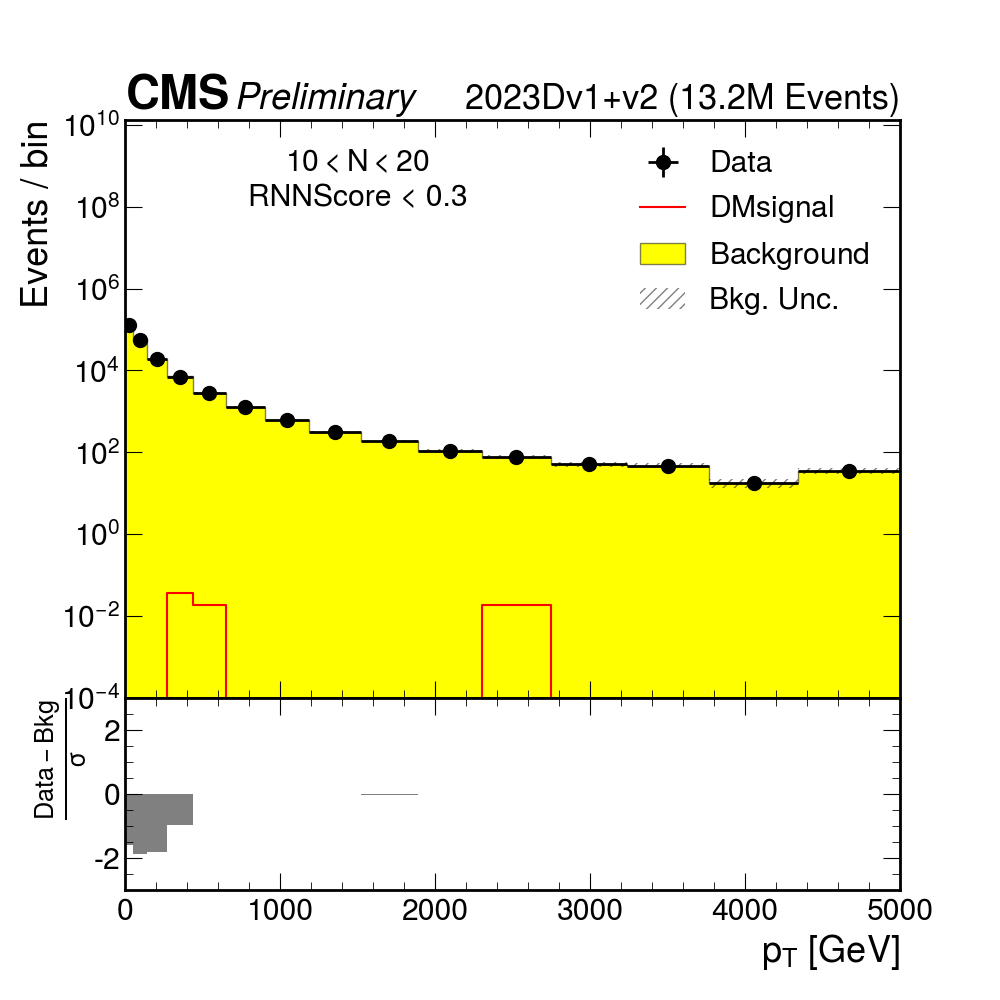 CMS Preliminary 2023Dv1+v2 (13.2M Events)
Events / bin
10 < N < 20
RNNScore < 0.3
Data
DMsignal
Background
Bkg. Unc.
10^10
10^8
10^6
10^4
10^2
10^0
10^−2
10^−4
Data − Bkg
σ
2
0
-2
0 1000 2000 3000 4000 5000
p_T [GeV]